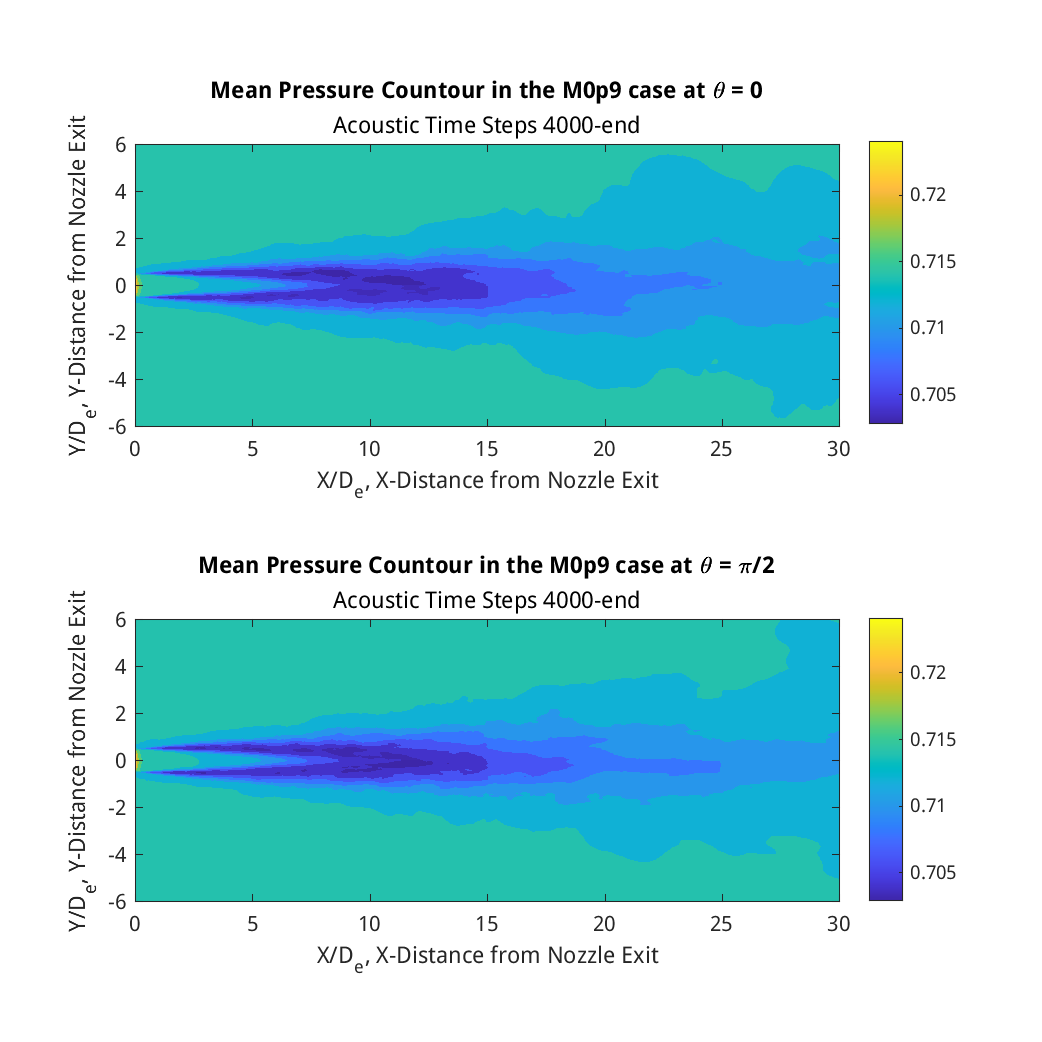 Mean Pressure Countour in the M0p9 case at θ = 0
Acoustic Time Steps 4000-end
Y/D_e, Y-Distance from Nozzle Exit
6
4
2
0
-2
-4
-6
0 5 10 15 20 25 30
X/D_e, X-Distance from Nozzle Exit
0.72
0.715
0.71
0.705
Mean Pressure Countour in the M0p9 case at θ = π/2
Acoustic Time Steps 4000-end
Y/D_e, Y-Distance from Nozzle Exit
6
4
2
0
-2
-4
-6
0 5 10 15 20 25 30
X/D_e, X-Distance from Nozzle Exit
0.72
0.715
0.71
0.705